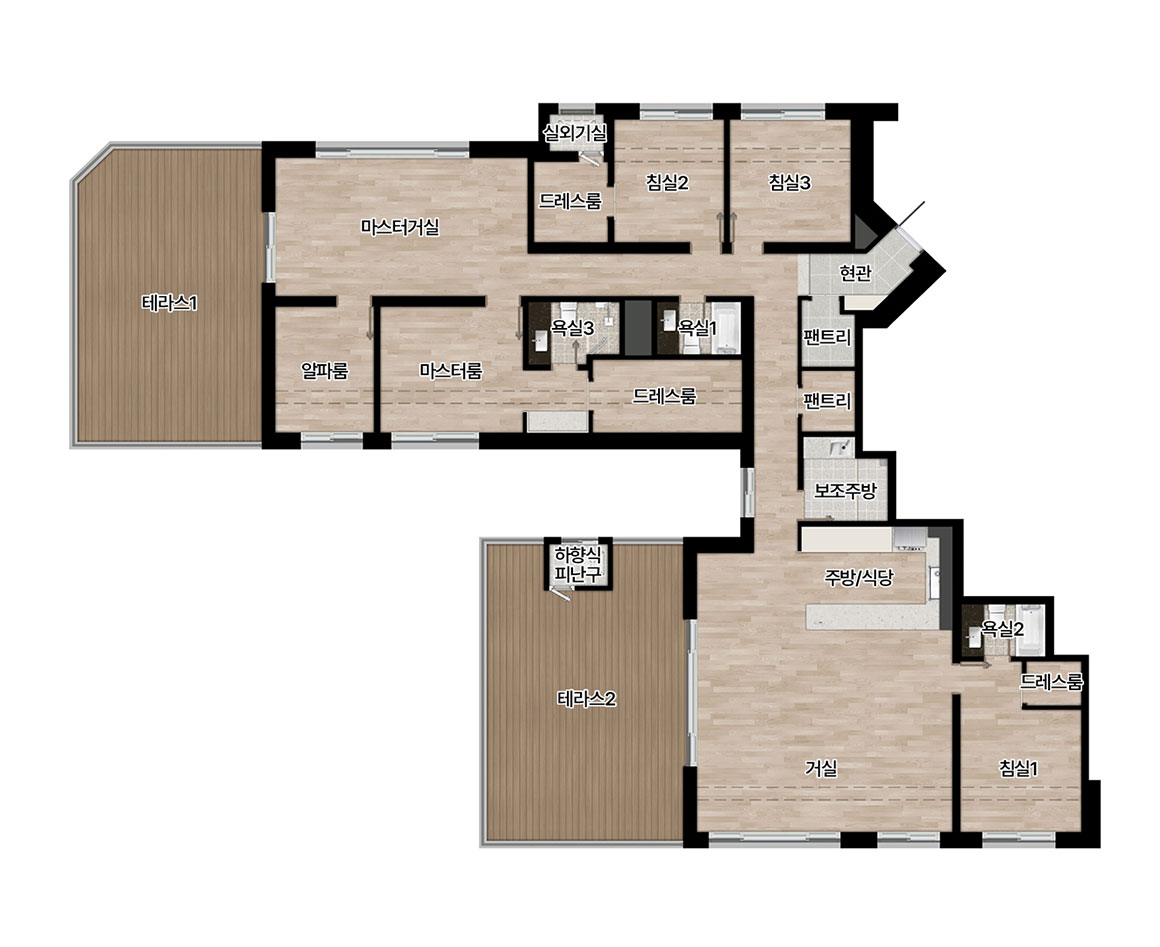 실외기실
침실2
침실3
드레스룸
마스터거실
현관
테라스1
욕실3
욕실1
팬트리
알파룸
마스터룸
드레스룸
팬트리
보조주방
하향식
피난구
주방/식당
욕실2
드레스룸
테라스2
거실
침실1